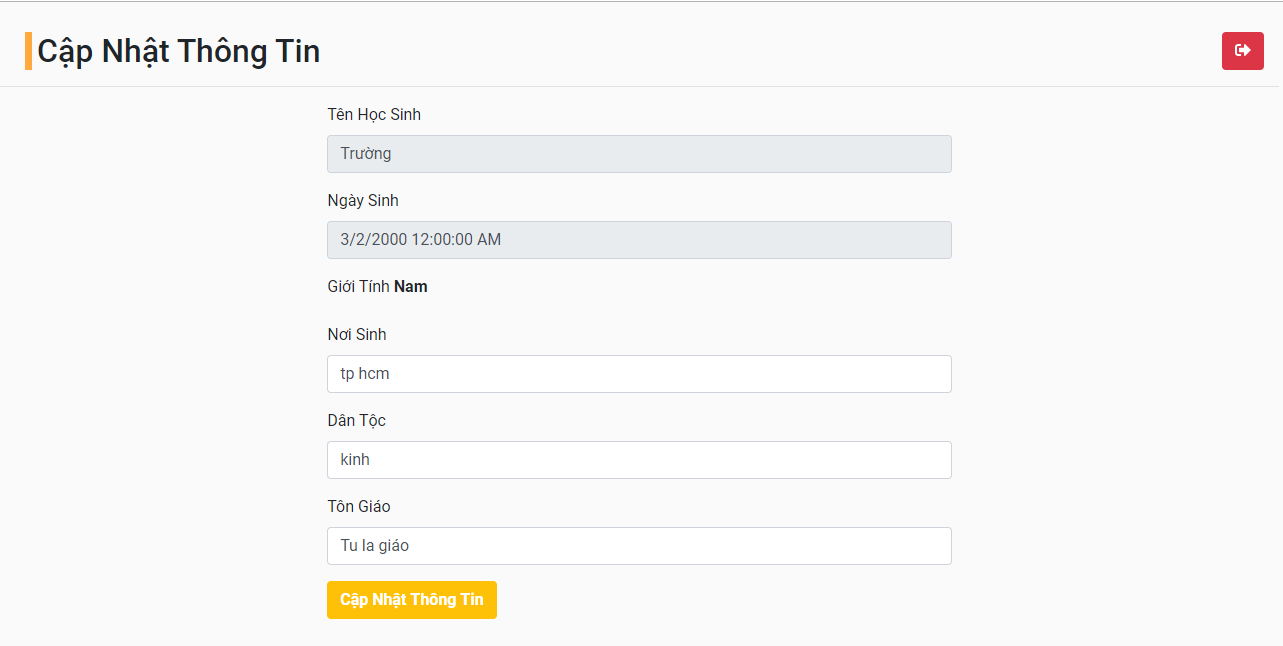 Cập Nhật Thông Tin
Tên Học Sinh
Trường
Ngày Sinh
3/2/2000 12:00:00 AM
Giới Tính Nam
Nơi Sinh
tp hcm
Dân Tộc
kinh
Tôn Giáo
Tu la giáo
Cập Nhật Thông Tin